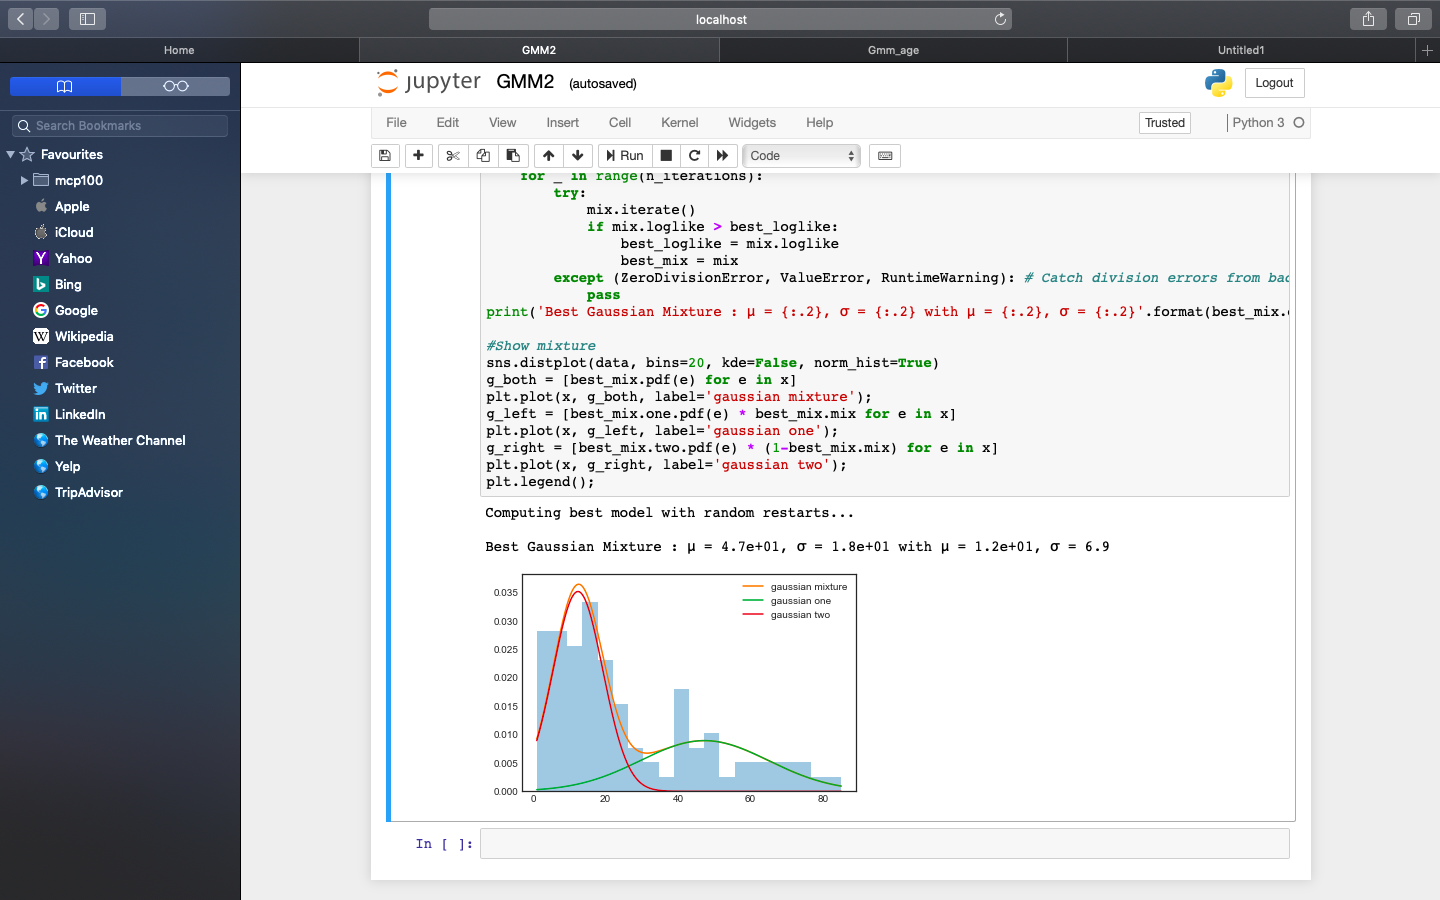 localhost
Home
GMM2
Gmm_age
Untitled1
+
Search Bookmarks
Favourites
mcp100
Apple
iCloud
Yahoo
Bing
Google
Wikipedia
Facebook
Twitter
LinkedIn
The Weather Channel
Yelp
TripAdvisor
jupyter GMM2 (autosaved)
Logout
File Edit View Insert Cell Kernel Widgets Help
Trusted
Python 3
Run
Code
for _ in range(n_iterations):
try:
mix.iterate()
if mix.loglike > best_loglike:
best_loglike = mix.loglike
best_mix = mix
except (ZeroDivisionError, ValueError, RuntimeWarning): # Catch division errors from bad
pass
print('Best Gaussian Mixture : μ = {:.2}, σ = {:.2} with μ = {:.2}, σ = {:.2}'.format(best_mix.
#Show mixture
sns.distplot(data, bins=20, kde=False, norm_hist=True)
g_both = [best_mix.pdf(e) for e in x]
plt.plot(x, g_both, label='gaussian mixture');
g_left = [best_mix.one.pdf(e) * best_mix.mix for e in x]
plt.plot(x, g_left, label='gaussian one');
g_right = [best_mix.two.pdf(e) * (1-best_mix.mix) for e in x]
plt.plot(x, g_right, label='gaussian two');
plt.legend();
Computing best model with random restarts...
Best Gaussian Mixture : μ = 4.7e+01, σ = 1.8e+01 with μ = 1.2e+01, σ = 6.9
gaussian mixture
gaussian one
gaussian two
0.035
0.030
0.025
0.020
0.015
0.010
0.005
0.000
0 20 40 60 80
In [ ]: